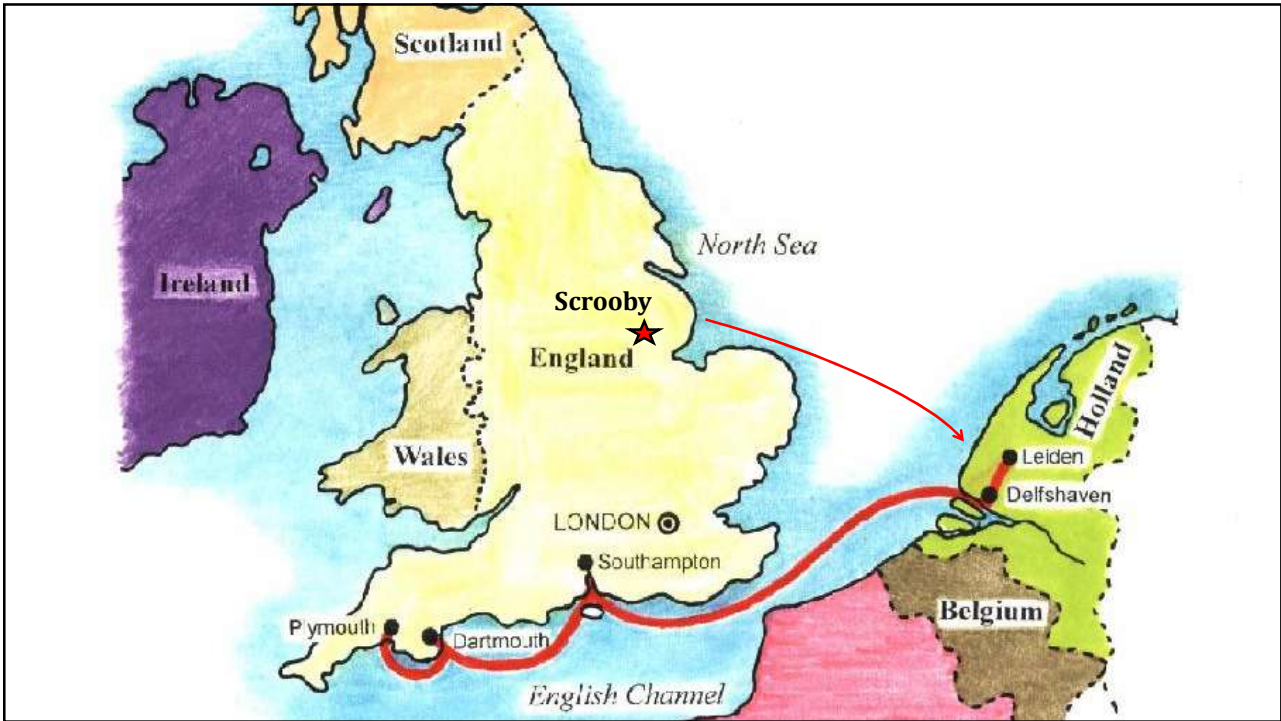 Scotland
North Sea
Ireland
Scrooby
England
Holland
Wales
Leiden
Delfshaven
LONDON
Southampton
Belgium
Plymouth
Dartmouth
English Channel